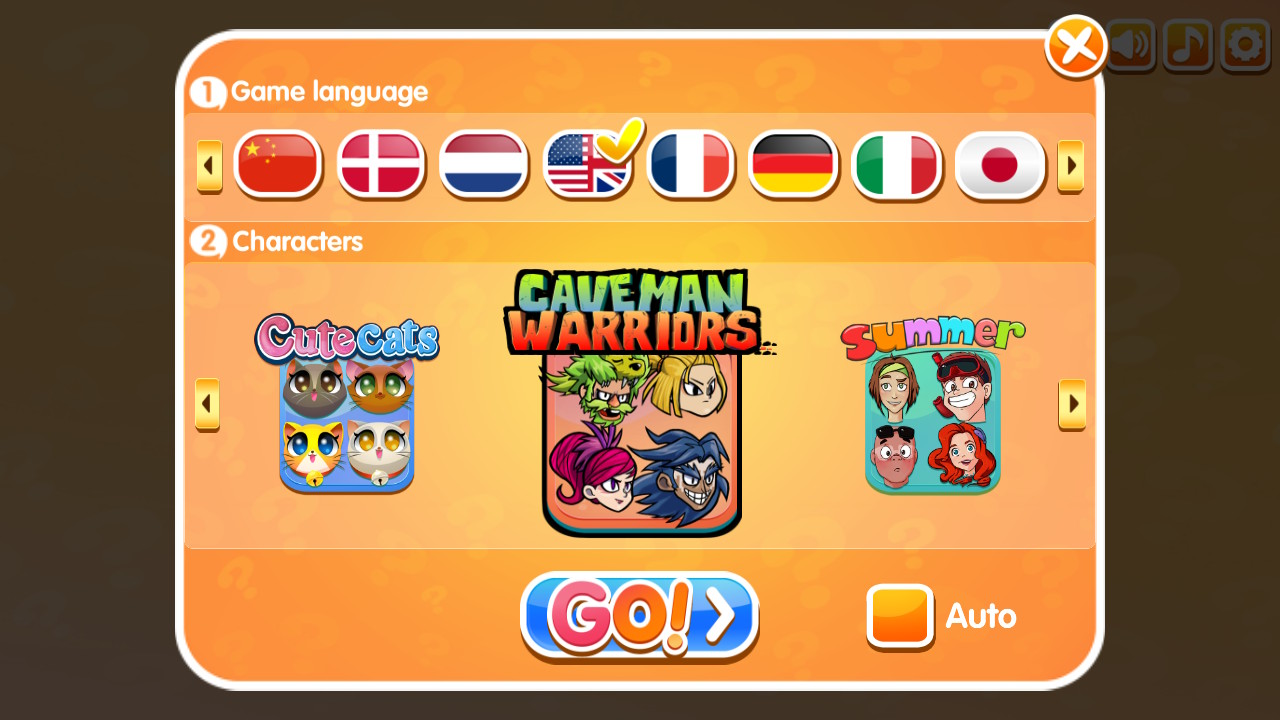 1 Game language
2 Characters
Cute Cats
CAVEMAN
WARRIORS
summer
GO!
Auto